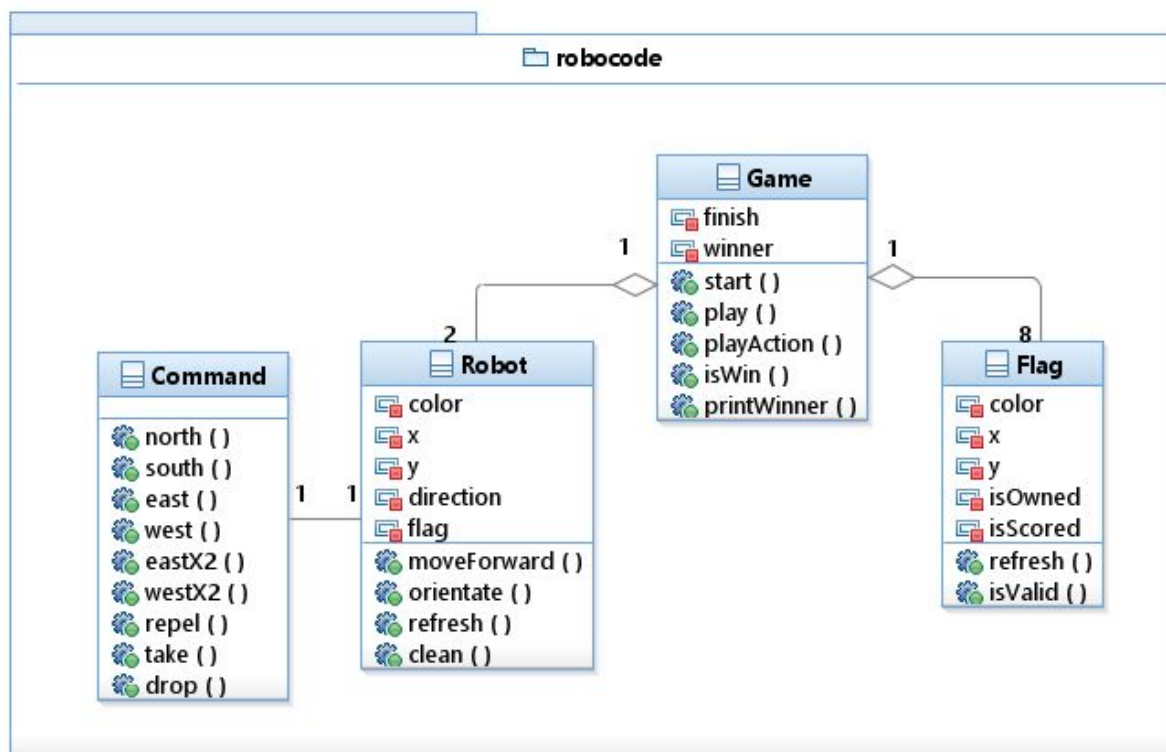 robocode
Game
finish
winner
start ( )
play ( )
playAction ( )
isWin ( )
printWinner ( )
1
1
2
8
Command
north ( )
south ( )
east ( )
west ( )
eastX2 ( )
westX2 ( )
repel ( )
take ( )
drop ( )
1
1
Robot
color
x
y
direction
flag
moveForward ( )
orientate ( )
refresh ( )
clean ( )
Flag
color
x
y
isOwned
isScored
refresh ( )
isValid ( )